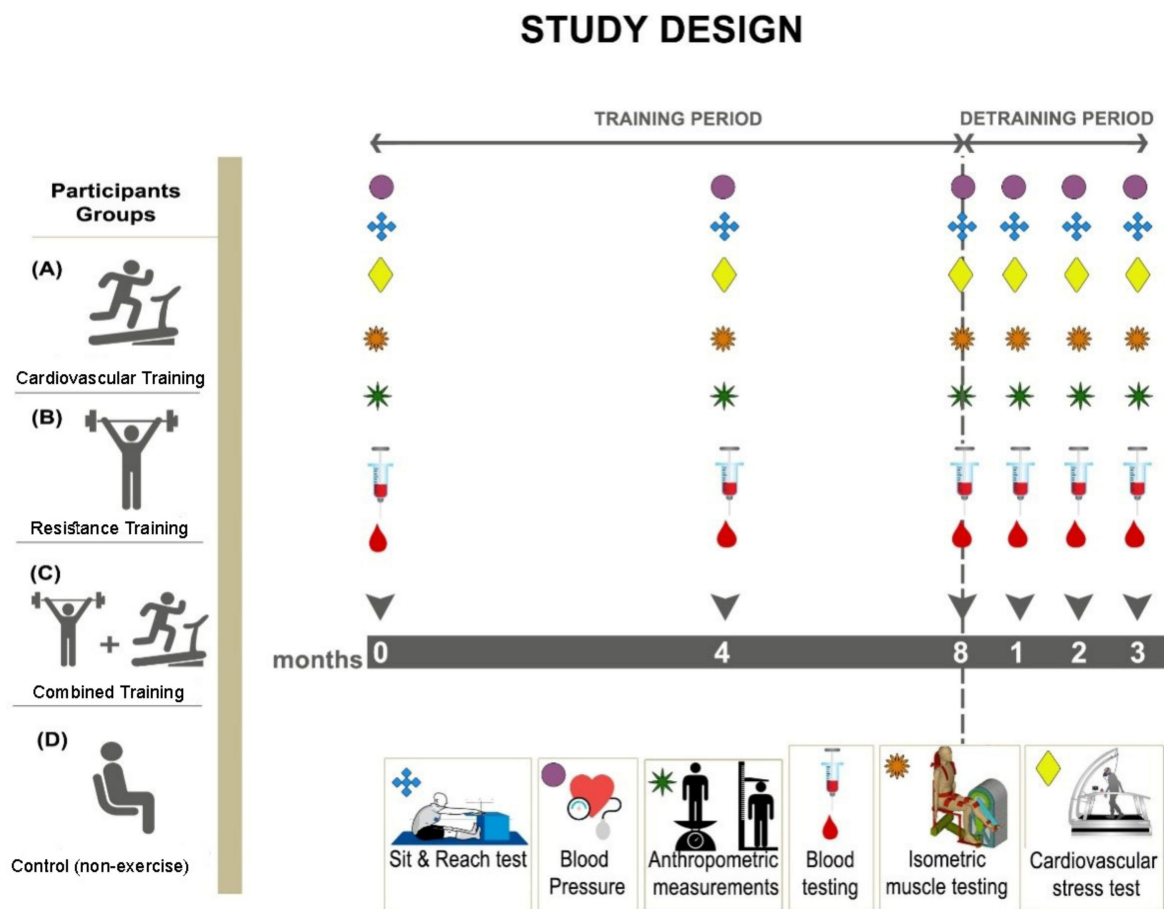 STUDY DESIGN
TRAINING PERIOD
DETRAINING PERIOD
Participants
Groups
(A)
Cardiovascular Training
(B)
Resistance Training
(C)
+
Combined Training
(D)
Control (non-exercise)
months 0 4 8 1 2 3
Sit & Reach test
Blood
Pressure
Anthropometric
measurements
Blood
testing
Isometric
muscle testing
Cardiovascular
stress test